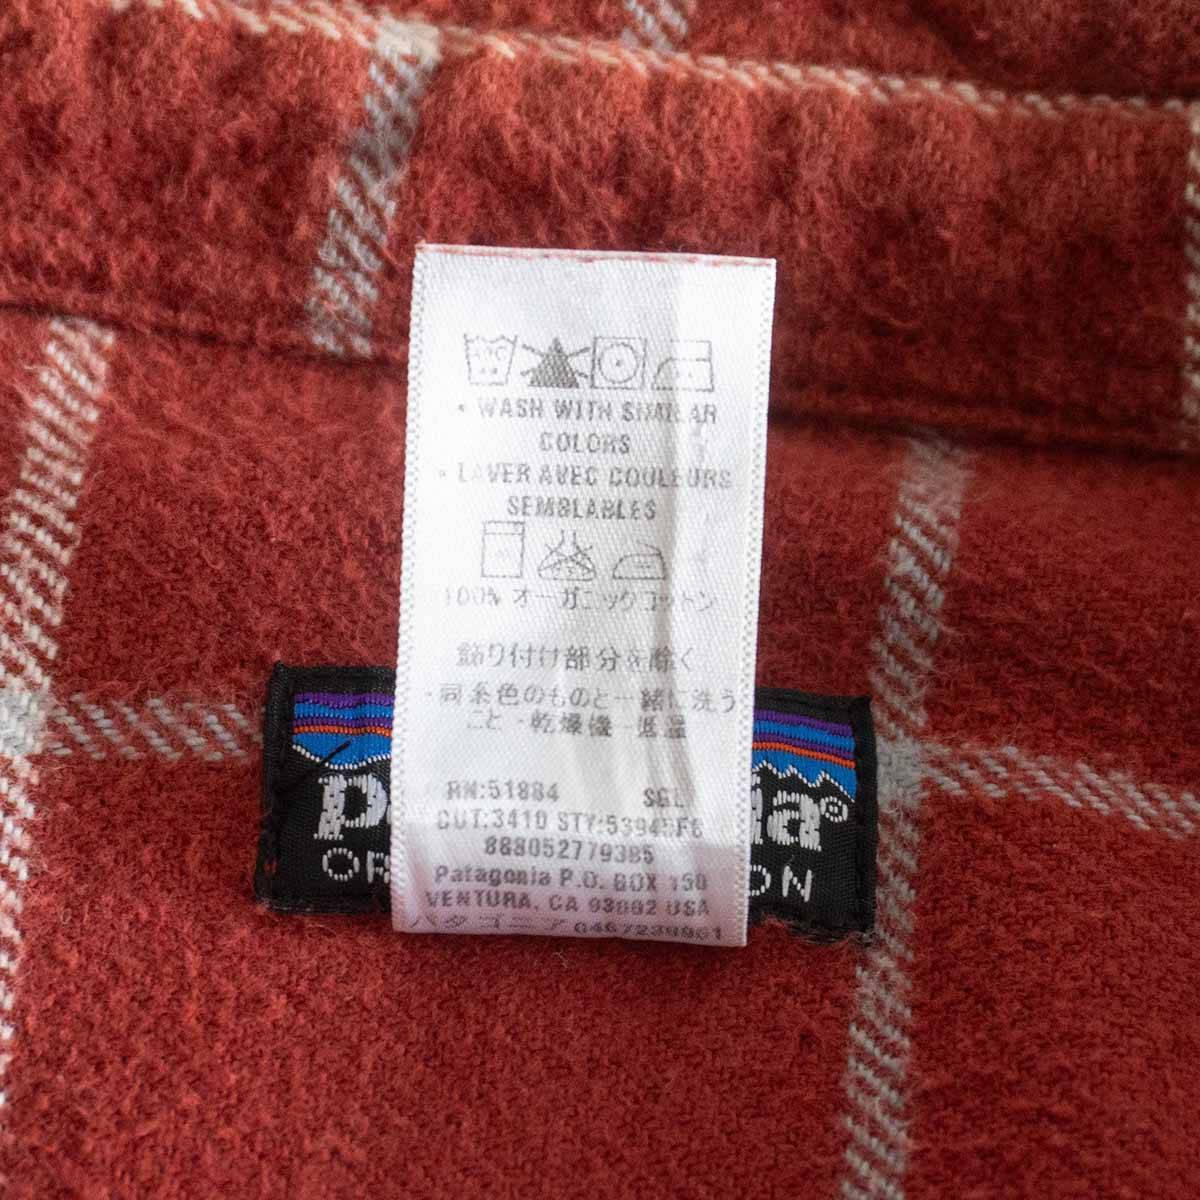 • WASH WITH SIMILAR
COLORS
• LAVER AVEC COULEURS
SEMBLABLES
100% オーガニックコットン
飾り付け部分を除く
・同系色のものと一緒に洗う
こと・乾燥機 低温
RN:51884
CUT:3410
888052779385
Patagonia P.O. BOX 150
VENTURA, CA 93002 USA
パタゴニア